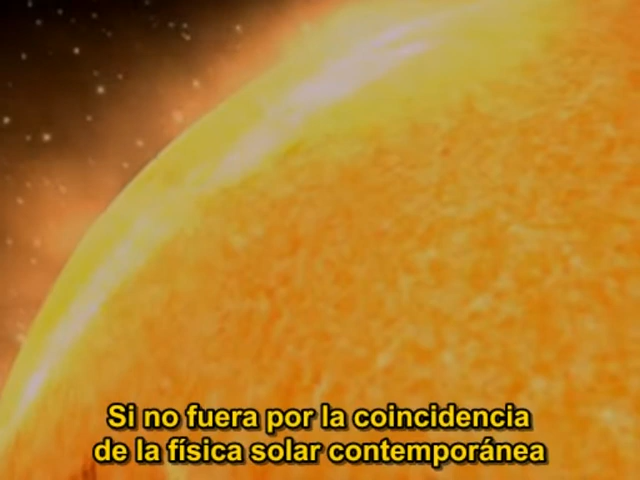 Si no fuera por la coincidencia
de la física solar contemporánea